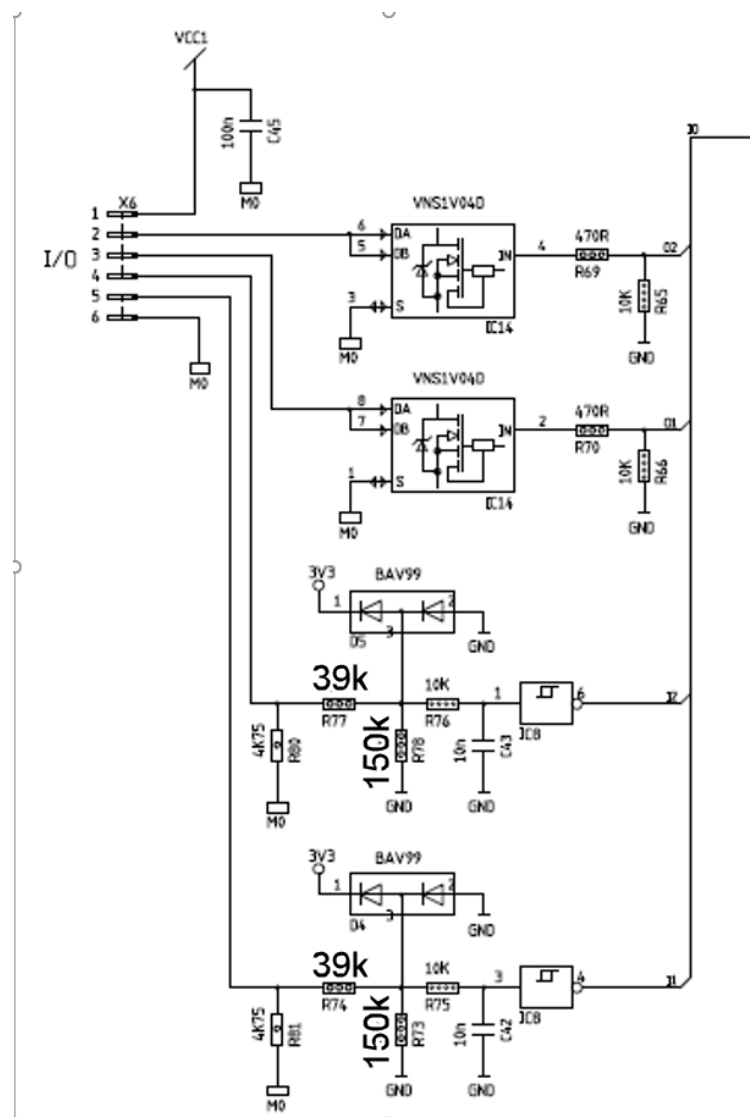 VCC1
100n
C45
M0
X6
I/O
1
2
3
4
5
6
M0
VNS1V04D
6
DA
5
DB
IN
4
3
S
IC14
M0
470R
R69
O2
10K
R65
GND
I0
VNS1V04D
8
DA
7
DB
IN
2
1
S
IC14
M0
470R
R70
O1
10K
R66
GND
3V3
BAV99
1
2
3
D5
GND
39k
R77
10K
R76
1
6
IC8
I2
4K75
R80
M0
150k
R78
GND
10n
C43
GND
3V3
BAV99
1
2
3
D4
GND
39k
R74
10K
R75
3
4
IC8
I1
4K75
R81
M0
150k
R73
GND
10n
C42
GND